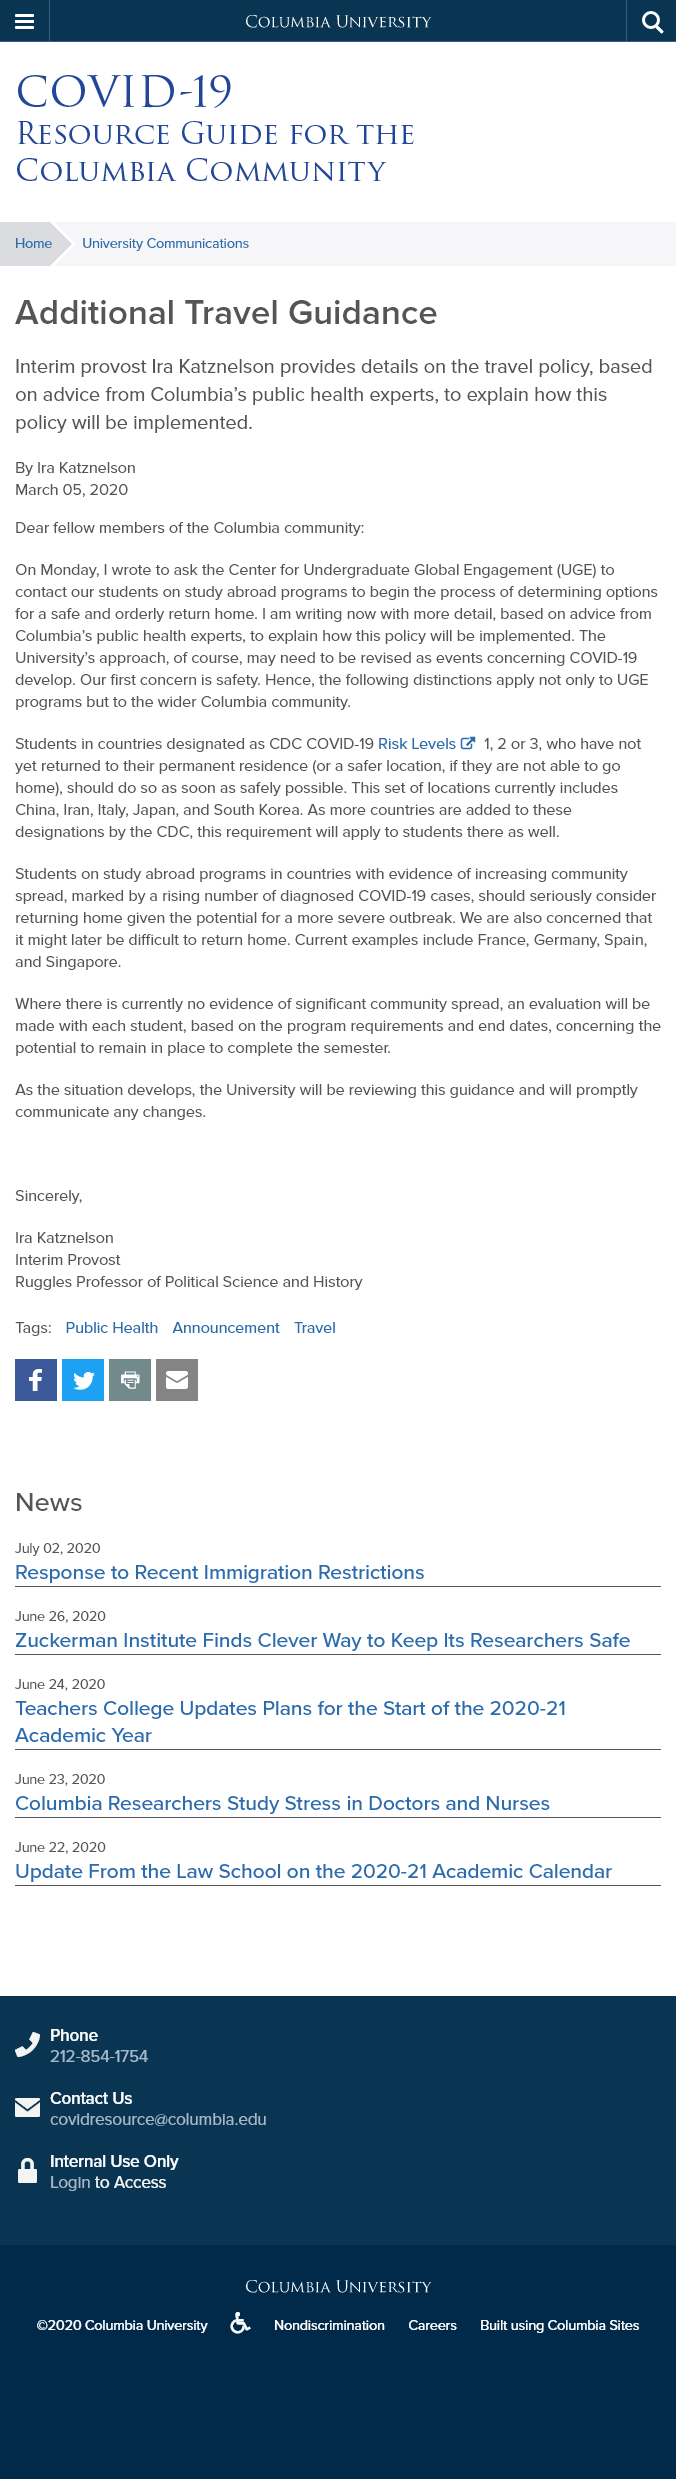 Columbia University
COVID-19
Resource Guide for the
Columbia Community
Home University Communications
Additional Travel Guidance
Interim provost Ira Katznelson provides details on the travel policy, based
on advice from Columbia’s public health experts, to explain how this
policy will be implemented.
By Ira Katznelson
March 05, 2020
Dear fellow members of the Columbia community:
On Monday, I wrote to ask the Center for Undergraduate Global Engagement (UGE) to
contact our students on study abroad programs to begin the process of determining options
for a safe and orderly return home. I am writing now with more detail, based on advice from
Columbia’s public health experts, to explain how this policy will be implemented. The
University’s approach, of course, may need to be revised as events concerning COVID-19
develop. Our first concern is safety. Hence, the following distinctions apply not only to UGE
programs but to the wider Columbia community.
Students in countries designated as CDC COVID-19 Risk Levels 1, 2 or 3, who have not
yet returned to their permanent residence (or a safer location, if they are not able to go
home), should do so as soon as safely possible. This set of locations currently includes
China, Iran, Italy, Japan, and South Korea. As more countries are added to these
designations by the CDC, this requirement will apply to students there as well.
Students on study abroad programs in countries with evidence of increasing community
spread, marked by a rising number of diagnosed COVID-19 cases, should seriously consider
returning home given the potential for a more severe outbreak. We are also concerned that
it might later be difficult to return home. Current examples include France, Germany, Spain,
and Singapore.
Where there is currently no evidence of significant community spread, an evaluation will be
made with each student, based on the program requirements and end dates, concerning the
potential to remain in place to complete the semester.
As the situation develops, the University will be reviewing this guidance and will promptly
communicate any changes.
Sincerely,
Ira Katznelson
Interim Provost
Ruggles Professor of Political Science and History
Tags: Public Health Announcement Travel
News
July 02, 2020
Response to Recent Immigration Restrictions
June 26, 2020
Zuckerman Institute Finds Clever Way to Keep Its Researchers Safe
June 24, 2020
Teachers College Updates Plans for the Start of the 2020-21
Academic Year
June 23, 2020
Columbia Researchers Study Stress in Doctors and Nurses
June 22, 2020
Update From the Law School on the 2020-21 Academic Calendar
Phone
212-854-1754
Contact Us
covidresource@columbia.edu
Internal Use Only
Login to Access
Columbia University
©2020 Columbia University Nondiscrimination Careers Built using Columbia Sites